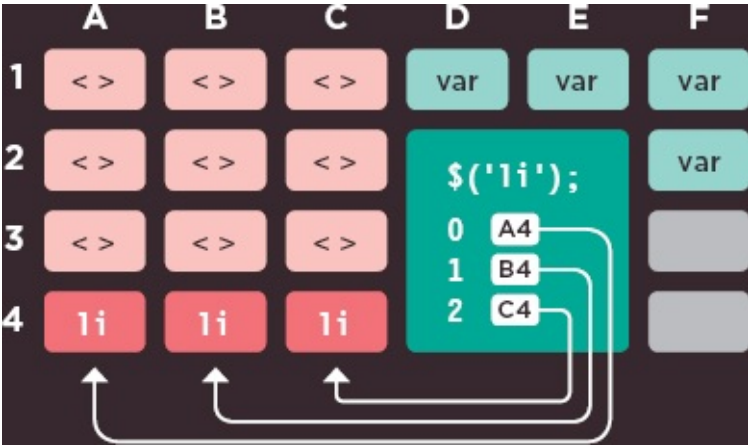 A B C D E F
1 < > < > < > var var var
2 < > < > < > $('li'); var
3 < > < > < > 0 A4
1 B4
4 li li li 2 C4